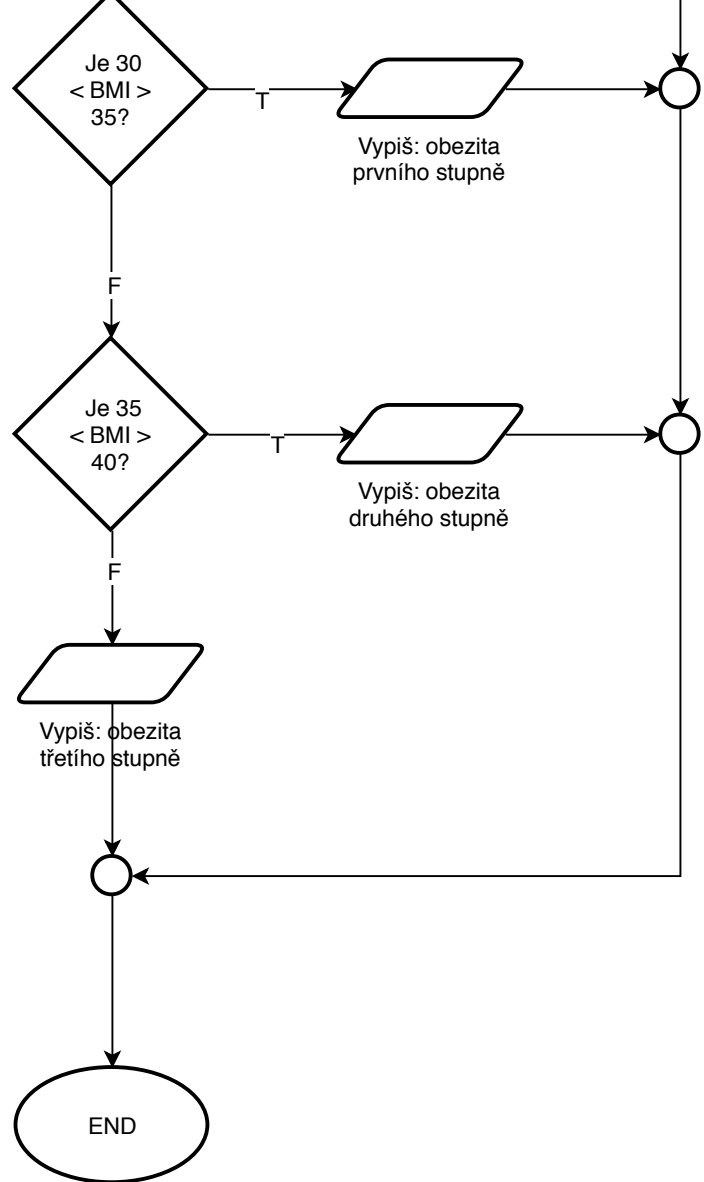 Je 30
< BMI >
35?
T
Vypiš: obezita
prvního stupně
F
Je 35
< BMI >
40?
T
Vypiš: obezita
druhého stupně
F
Vypiš: obezita
třetího stupně
END